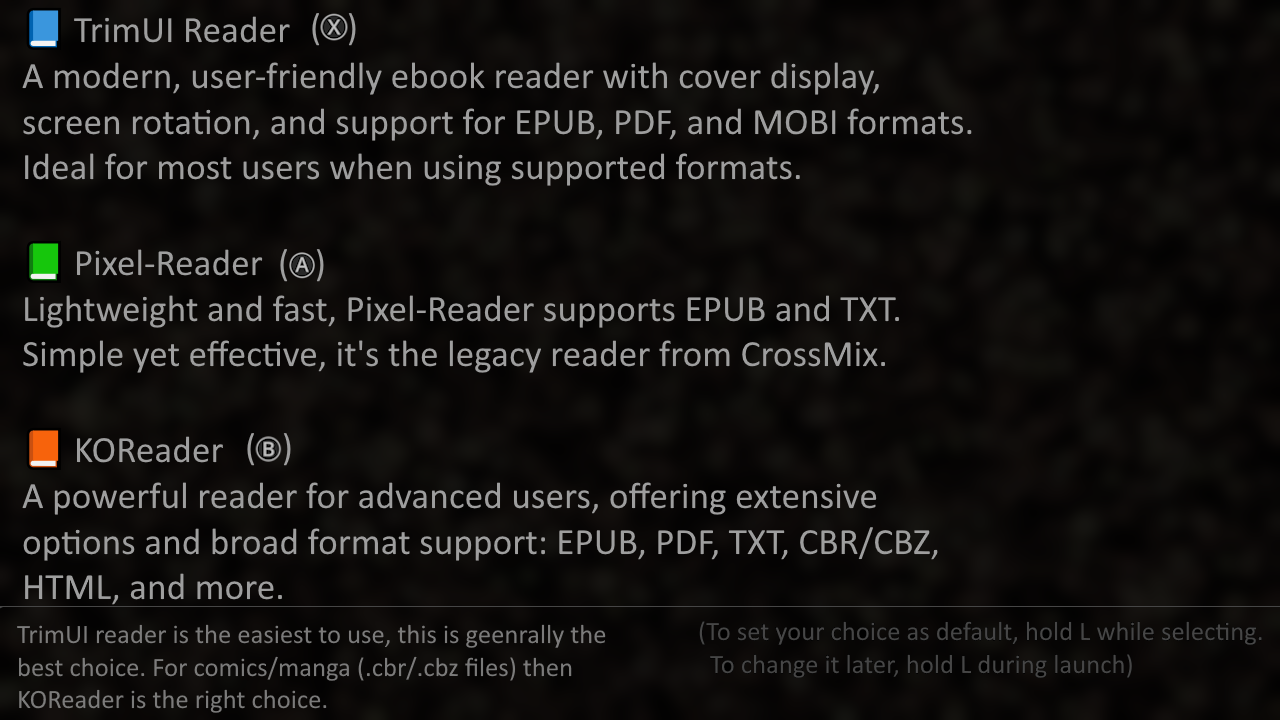 TrimUI Reader (Ⓧ)
A modern, user-friendly ebook reader with cover display,
screen rotation, and support for EPUB, PDF, and MOBI formats.
Ideal for most users when using supported formats.
Pixel-Reader (Ⓐ)
Lightweight and fast, Pixel-Reader supports EPUB and TXT.
Simple yet effective, it's the legacy reader from CrossMix.
KOReader (Ⓑ)
A powerful reader for advanced users, offering extensive
options and broad format support: EPUB, PDF, TXT, CBR/CBZ,
HTML, and more.
TrimUI reader is the easiest to use, this is geenrally the
best choice. For comics/manga (.cbr/.cbz files) then
KOReader is the right choice.
(To set your choice as default, hold L while selecting.
To change it later, hold L during launch)